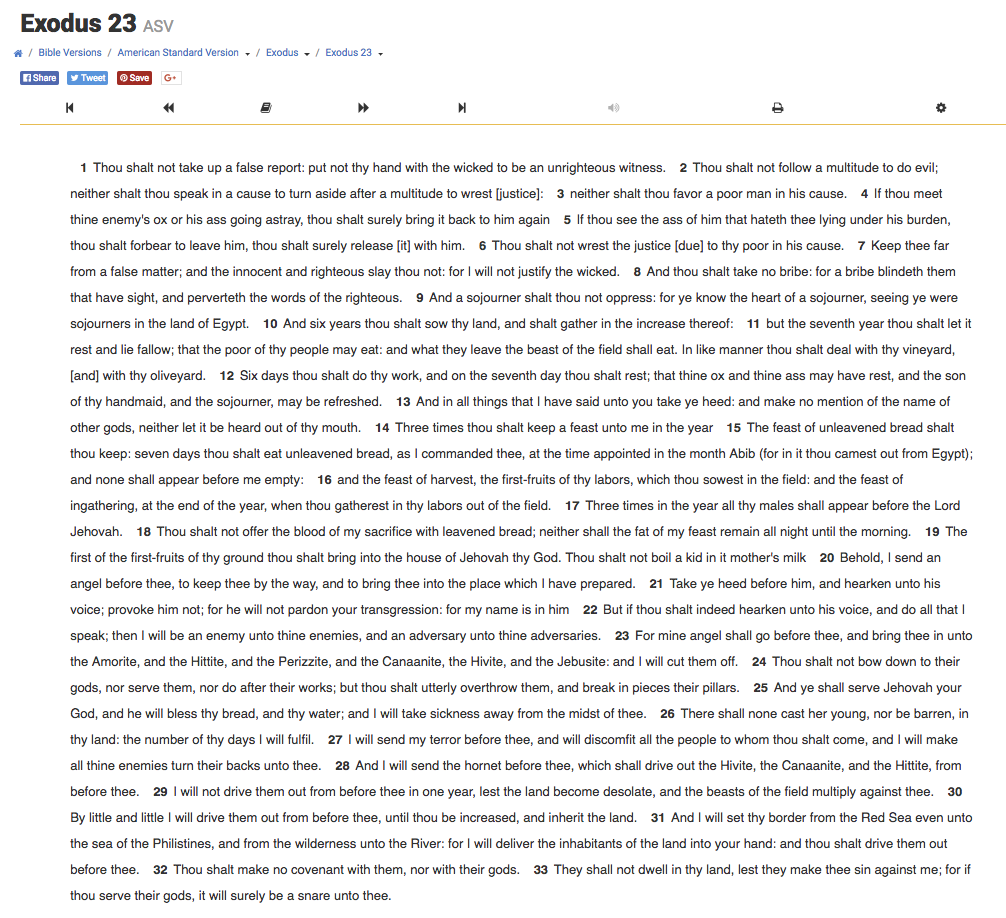 Exodus 23 ASV
/ Bible Versions / American Standard Version / Exodus / Exodus 23
Share Tweet Save G+
1 Thou shalt not take up a false report: put not thy hand with the wicked to be an unrighteous witness. 2 Thou shalt not follow a multitude to do evil;
neither shalt thou speak in a cause to turn aside after a multitude to wrest [justice]: 3 neither shalt thou favor a poor man in his cause. 4 If thou meet
thine enemy's ox or his ass going astray, thou shalt surely bring it back to him again 5 If thou see the ass of him that hateth thee lying under his burden,
thou shalt forbear to leave him, thou shalt surely release [it] with him. 6 Thou shalt not wrest the justice [due] to thy poor in his cause. 7 Keep thee far
from a false matter; and the innocent and righteous slay thou not: for I will not justify the wicked. 8 And thou shalt take no bribe: for a bribe blindeth them
that have sight, and perverteth the words of the righteous. 9 And a sojourner shalt thou not oppress: for ye know the heart of a sojourner, seeing ye were
sojourners in the land of Egypt. 10 And six years thou shalt sow thy land, and shalt gather in the increase thereof: 11 but the seventh year thou shalt let it
rest and lie fallow; that the poor of thy people may eat: and what they leave the beast of the field shall eat. In like manner thou shalt deal with thy vineyard,
[and] with thy oliveyard. 12 Six days thou shalt do thy work, and on the seventh day thou shalt rest; that thine ox and thine ass may have rest, and the son
of thy handmaid, and the sojourner, may be refreshed. 13 And in all things that I have said unto you take ye heed: and make no mention of the name of
other gods, neither let it be heard out of thy mouth. 14 Three times thou shalt keep a feast unto me in the year 15 The feast of unleavened bread shalt
thou keep: seven days thou shalt eat unleavened bread, as I commanded thee, at the time appointed in the month Abib (for in it thou camest out from Egypt);
and none shall appear before me empty: 16 and the feast of harvest, the first-fruits of thy labors, which thou sowest in the field: and the feast of
ingathering, at the end of the year, when thou gatherest in thy labors out of the field. 17 Three times in the year all thy males shall appear before the Lord
Jehovah. 18 Thou shalt not offer the blood of my sacrifice with leavened bread; neither shall the fat of my feast remain all night until the morning. 19 The
first of the first-fruits of thy ground thou shalt bring into the house of Jehovah thy God. Thou shalt not boil a kid in it mother's milk 20 Behold, I send an
angel before thee, to keep thee by the way, and to bring thee into the place which I have prepared. 21 Take ye heed before him, and hearken unto his
voice; provoke him not; for he will not pardon your transgression: for my name is in him 22 But if thou shalt indeed hearken unto his voice, and do all that I
speak; then I will be an enemy unto thine enemies, and an adversary unto thine adversaries. 23 For mine angel shall go before thee, and bring thee in unto
the Amorite, and the Hittite, and the Perizzite, and the Canaanite, the Hivite, and the Jebusite: and I will cut them off. 24 Thou shalt not bow down to their
gods, nor serve them, nor do after their works; but thou shalt utterly overthrow them, and break in pieces their pillars. 25 And ye shall serve Jehovah your
God, and he will bless thy bread, and thy water; and I will take sickness away from the midst of thee. 26 There shall none cast her young, nor be barren, in
thy land: the number of thy days I will fulfil. 27 I will send my terror before thee, and will discomfit all the people to whom thou shalt come, and I will make
all thine enemies turn their backs unto thee. 28 And I will send the hornet before thee, which shall drive out the Hivite, the Canaanite, and the Hittite, from
before thee. 29 I will not drive them out from before thee in one year, lest the land become desolate, and the beasts of the field multiply against thee. 30
By little and little I will drive them out from before thee, until thou be increased, and inherit the land. 31 And I will set thy border from the Red Sea even unto
the sea of the Philistines, and from the wilderness unto the River: for I will deliver the inhabitants of the land into your hand: and thou shalt drive them out
before thee. 32 Thou shalt make no covenant with them, nor with their gods. 33 They shall not dwell in thy land, lest they make thee sin against me; for if
thou serve their gods, it will surely be a snare unto thee.